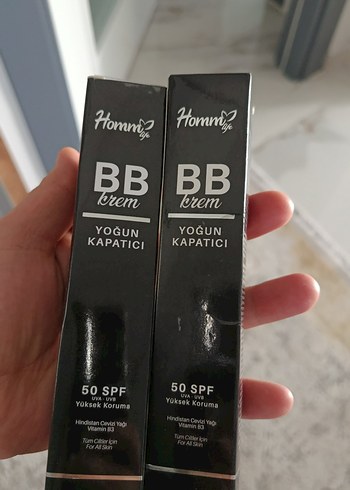 Homm
life
BB
krem
YOĞUN
KAPATICI
50 SPF
UVA - UVB
Yüksek Koruma
Hindistan Cevizi Yağı
Vitamin B3
Tüm Ciltler İçin
For All Skin
Homm
life
BB
krem
YOĞUN
KAPATICI
50 SPF
UVA - UVB
Yüksek Koruma
Hindistan Cevizi Yağı
Vitamin B3
Tüm Ciltler İçin
For All Skin